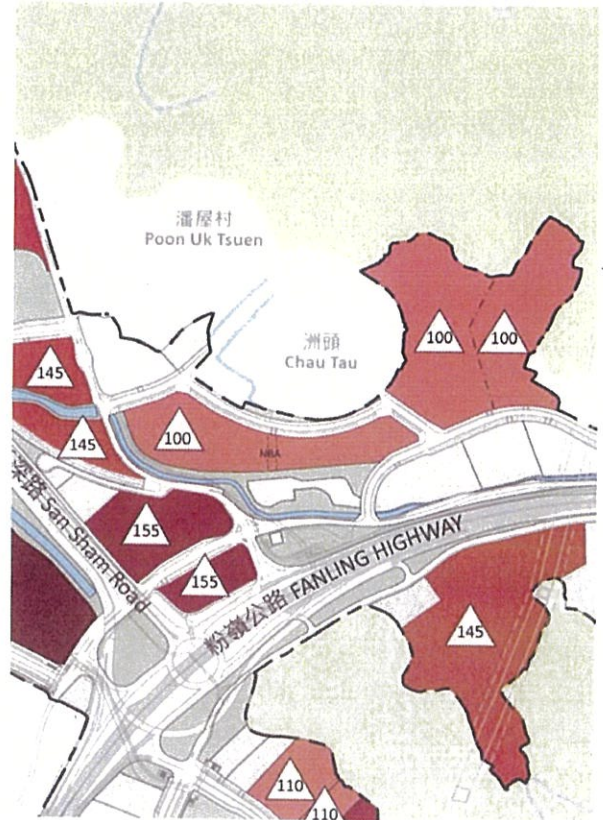 潘屋村
Poon Uk Tsuen
洲頭
Chau Tau
100
100
145
145
100
NBA
155
155
深路 San Sham Road
粉嶺公路 FANLING HIGHWAY
145
110
110